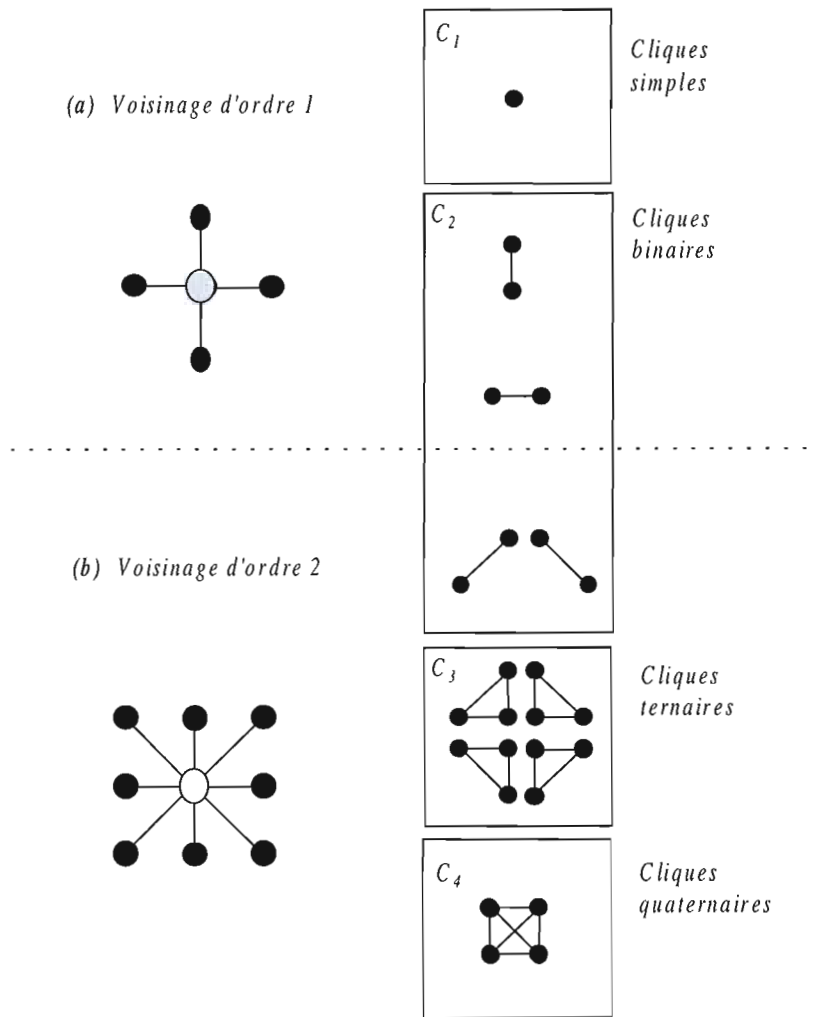 C1
Cliques
simples
(a) Voisinage d'ordre 1
C2
Cliques
binaires
(b) Voisinage d'ordre 2
C3
Cliques
ternaires
C4
Cliques
quaternaires